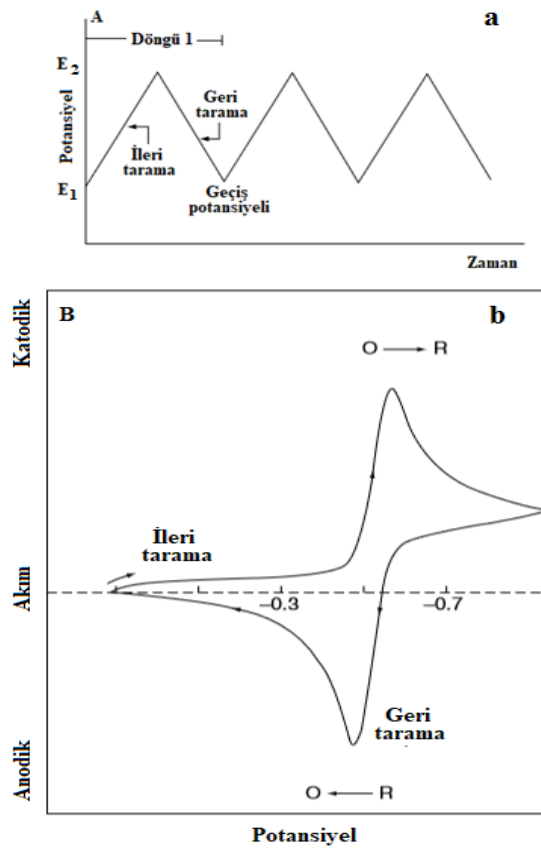 A
a
Döngü 1
E2
Geri
tarama
Potansiyel
İleri
tarama
E1
Geçiş
potansiyeli
Zaman
B
b
Katodik
O → R
İleri
tarama
Akım
−0.3
−0.7
Geri
tarama
Anodik
O ← R
Potansiyel